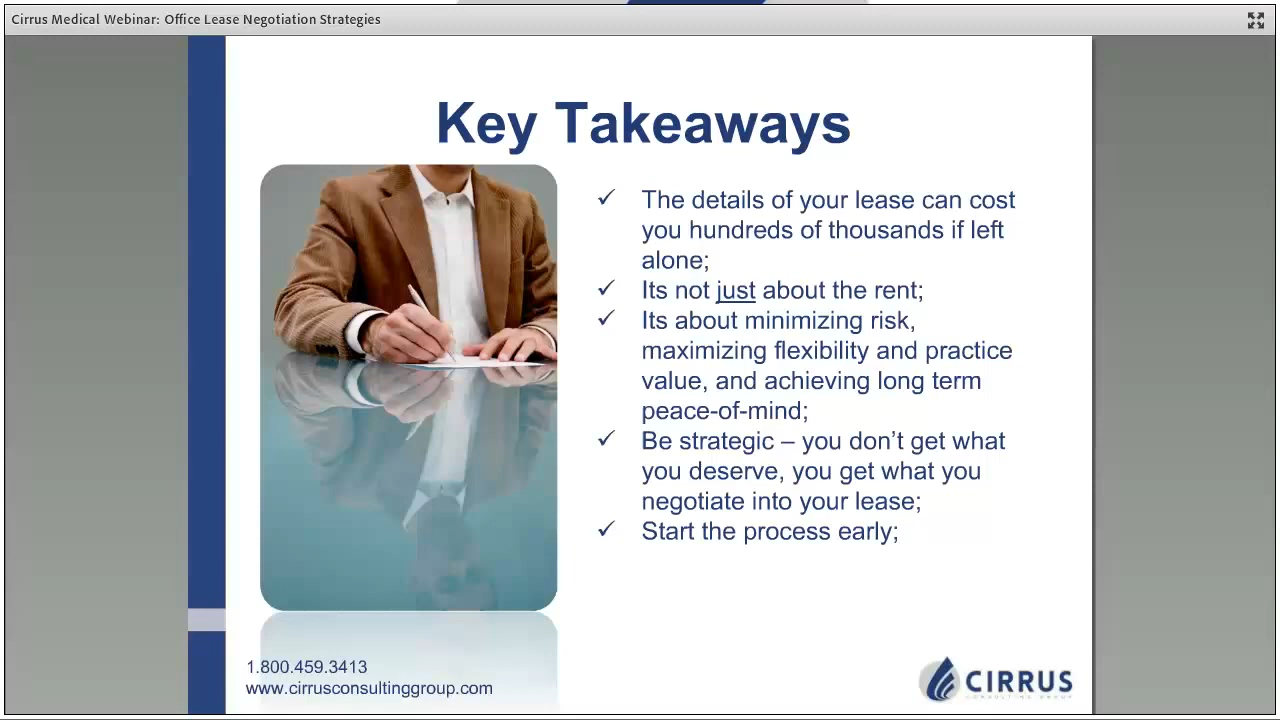 Cirrus Medical Webinar: Office Lease Negotiation Strategies
Key Takeaways
✓ The details of your lease can cost
you hundreds of thousands if left
alone;
✓ Its not just about the rent;
✓ Its about minimizing risk,
maximizing flexibility and practice
value, and achieving long term
peace-of-mind;
✓ Be strategic – you don’t get what
you deserve, you get what you
negotiate into your lease;
✓ Start the process early;
1.800.459.3413
www.cirrusconsultinggroup.com
CIRRUS
CONSULTING GROUP